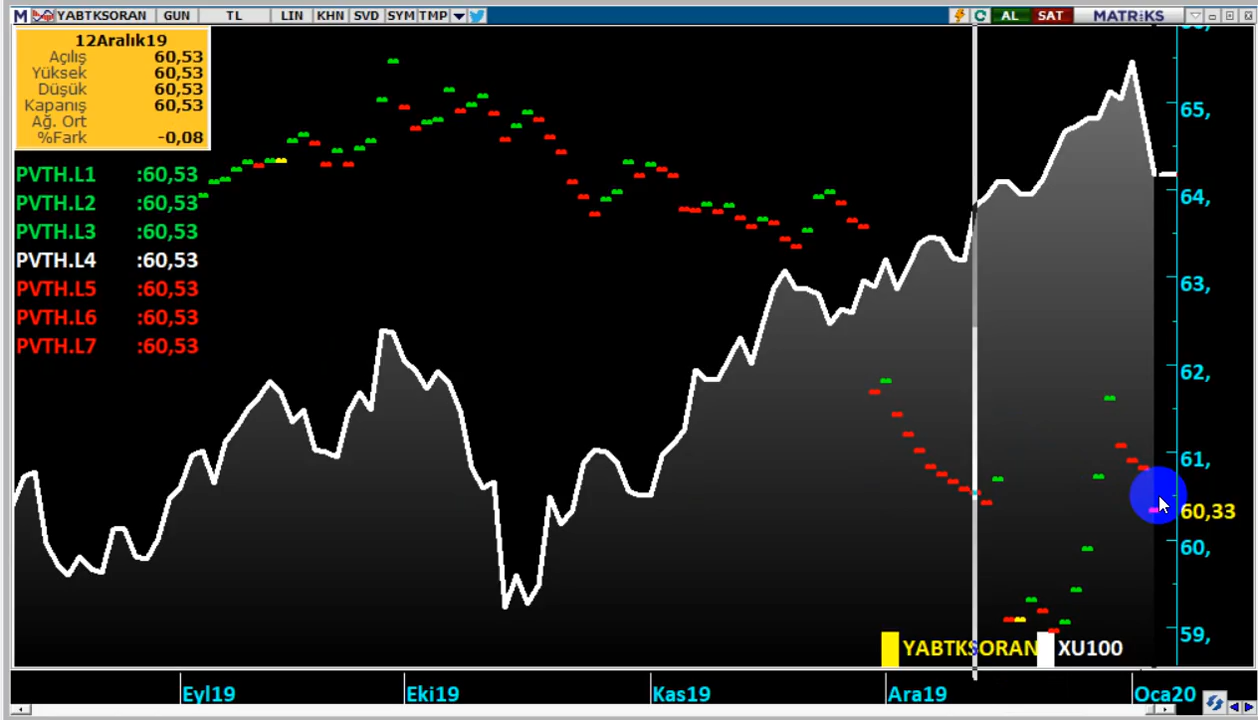 M YABTKSORAN GUN TL LIN KHN SVD SYM TMP AL SAT MATRiKS
12Aralık19
Açılış 60,53
Yüksek 60,53
Düşük 60,53
Kapanış 60,53
Ağ. Ort
%Fark -0,08
PVTH.L1 :60,53
PVTH.L2 :60,53
PVTH.L3 :60,53
PVTH.L4 :60,53
PVTH.L5 :60,53
PVTH.L6 :60,53
PVTH.L7 :60,53
65,
64,
63,
62,
61,
60,33
60,
59,
YABTKSORAN XU100
Eyl19 Eki19 Kas19 Ara19 Oca20